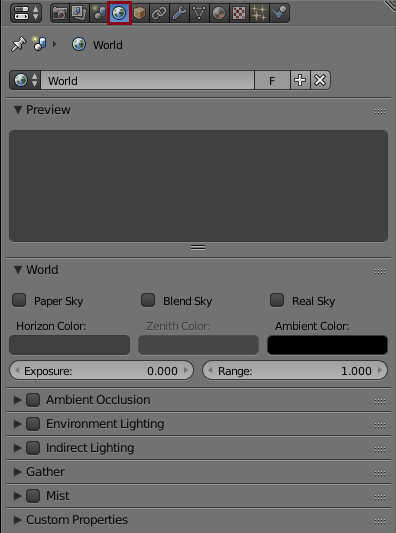 World
World F
Preview
World
Paper Sky Blend Sky Real Sky
Horizon Color: Zenith Color: Ambient Color:
Exposure: 0.000 Range: 1.000
Ambient Occlusion
Environment Lighting
Indirect Lighting
Gather
Mist
Custom Properties